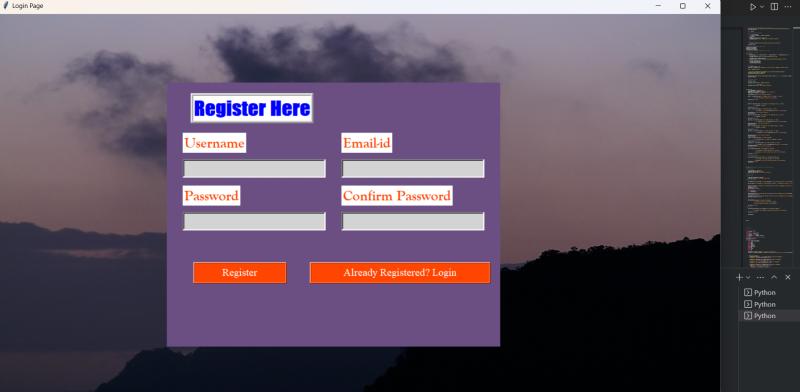 Login Page
Register Here
Username Email-id
Password Confirm Password
Register Already Registered? Login
Python
Python
Python